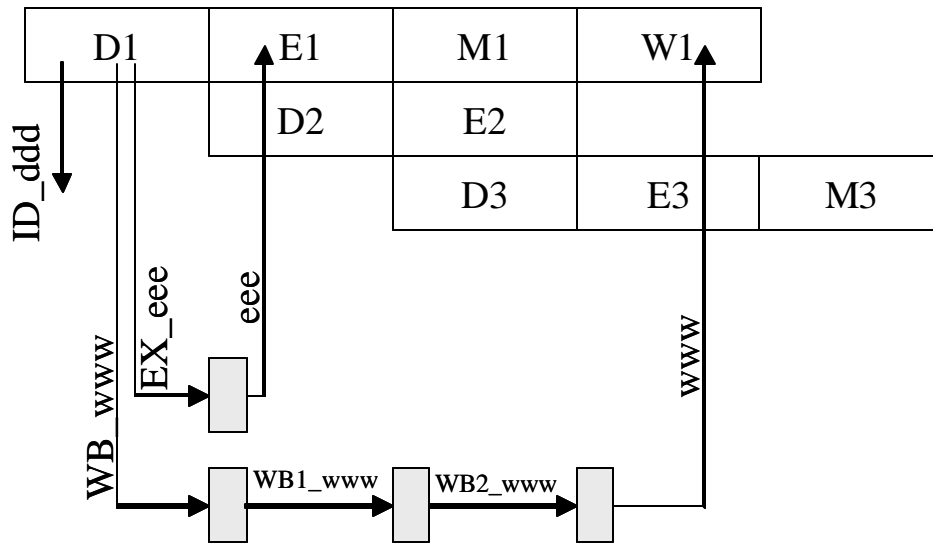 D1 E1 M1 W1
D2 E2
D3 E3 M3
ID_ddd
WB_www
EX_eee
eee
www
WB1_www
WB2_www